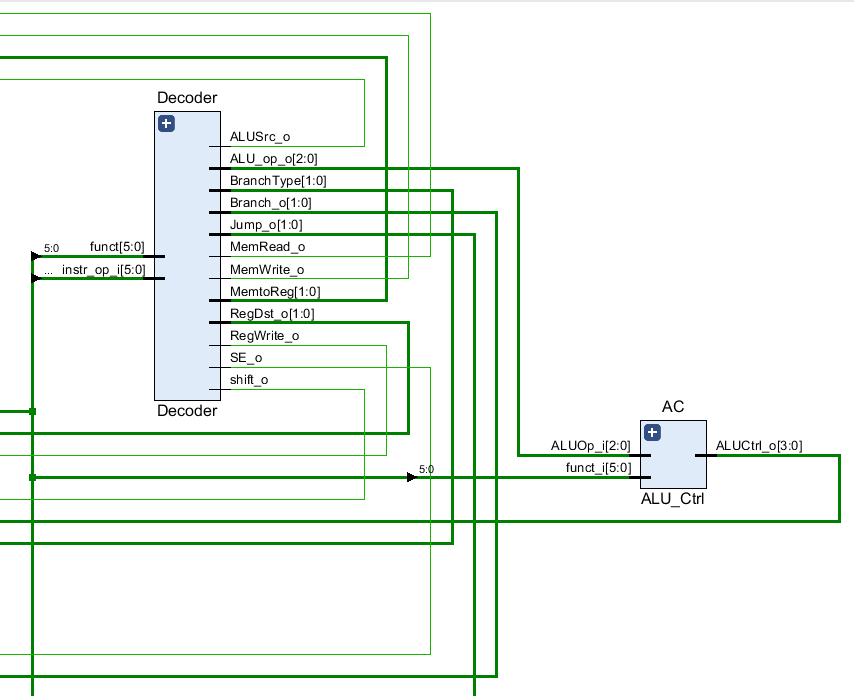 Decoder
ALUSrc_o
ALU_op_o[2:0]
BranchType[1:0]
Branch_o[1:0]
Jump_o[1:0]
5:0 funct[5:0]
MemRead_o
... instr_op_i[5:0]
MemWrite_o
MemtoReg[1:0]
RegDst_o[1:0]
RegWrite_o
SE_o
shift_o
Decoder
AC
ALUOp_i[2:0]
ALUCtrl_o[3:0]
5:0
funct_i[5:0]
ALU_Ctrl